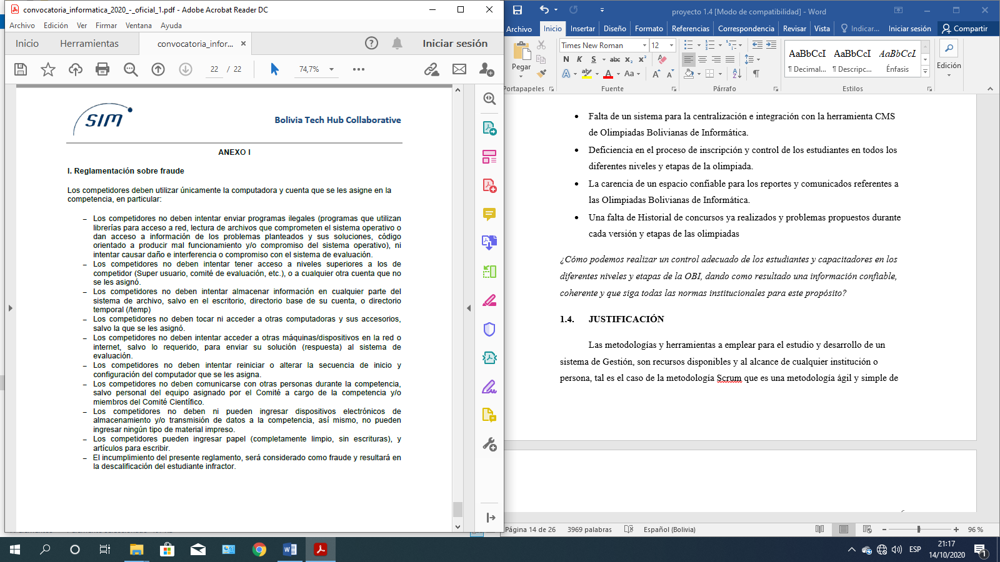 convocatoria_informatica_2020_-_oficial_1.pdf - Adobe Acrobat Reader DC
Archivo Edición Ver Firmar Ventana Ayuda
Inicio Herramientas convocatoria_infor... × Iniciar sesión
22 / 22 74,7%
SIM
Bolivia Tech Hub Collaborative
ANEXO I
I. Reglamentación sobre fraude
Los competidores deben utilizar únicamente la computadora y cuenta que se les asigne en la
competencia, en particular:
– Los competidores no deben intentar enviar programas ilegales (programas que utilizan
librerías para acceso a red, lectura de archivos que comprometen el sistema operativo o
dan acceso a información de los problemas planteados y sus soluciones, código
orientado a producir mal funcionamiento y/o compromiso del sistema operativo), ni
intentar causar daño e interferencia o compromiso con el sistema de evaluación.
– Los competidores no deben intentar tener acceso a niveles superiores a los de
competidor (Super usuario, comité de evaluación, etc.), o a cualquier otra cuenta que no
se les asignó.
– Los competidores no deben intentar almacenar información en cualquier parte del
sistema de archivo, salvo en el escritorio, directorio base de su cuenta, o directorio
temporal (/temp)
– Los competidores no deben tocar ni acceder a otras computadoras y sus accesorios,
salvo la que se les asignó.
– Los competidores no deben intentar acceder a otras máquinas/dispositivos en la red o
internet, salvo lo requerido, para enviar su solución (respuesta) al sistema de
evaluación.
– Los competidores no deben intentar reiniciar o alterar la secuencia de inicio y
configuración del computador que se les asigna.
– Los competidores no deben comunicarse con otras personas durante la competencia,
salvo personal del equipo asignado por el Comité a cargo de la competencia y/o
miembros del Comité Científico.
– Los competidores no deben ni pueden ingresar dispositivos electrónicos de
almacenamiento y/o transmisión de datos a la competencia, así mismo, no pueden
ingresar ningún tipo de material impreso.
– Los competidores pueden ingresar papel (completamente limpio, sin escrituras), y
artículos para escribir.
– El incumplimiento del presente reglamento, será considerado como fraude y resultará en
la descalificación del estudiante infractor.
proyecto 1.4 [Modo de compatibilidad] - Word
Archivo Inicio Insertar Diseño Formato Referencias Correspondencia Revisar Vista Indicar... Iniciar sesión Compartir
Pegar
Times New Roman 12
N K S abc x₂ x²
A ab A Aa A A
AaBbCcI AaBbCcI AaBbCcL
¶ Decimal... ¶ Descripc... Énfasis
Edición
Portapapeles Fuente Párrafo Estilos
• Falta de un sistema para la centralización e integración con la herramienta CMS
de Olimpiadas Bolivianas de Informática.
• Deficiencia en el proceso de inscripción y control de los estudiantes en todos los
diferentes niveles y etapas de la olimpiada.
• La carencia de un espacio confiable para los reportes y comunicados referentes a
las Olimpiadas Bolivianas de Informática.
• Una falta de Historial de concursos ya realizados y problemas propuestos durante
cada versión y etapas de las olimpiadas
¿Cómo podemos realizar un control adecuado de los estudiantes y capacitadores en los
diferentes niveles y etapas de la OBI, dando como resultado una información confiable,
coherente y que siga todas las normas institucionales para este propósito?
1.4. JUSTIFICACIÓN
Las metodologías y herramientas a emplear para el estudio y desarrollo de un
sistema de Gestión, son recursos disponibles y al alcance de cualquier institución o
persona, tal es el caso de la metodología Scrum que es una metodología ágil y simple de
Página 14 de 26 3969 palabras Español (Bolivia) 96 %
ESP
21:17
14/10/2020
1